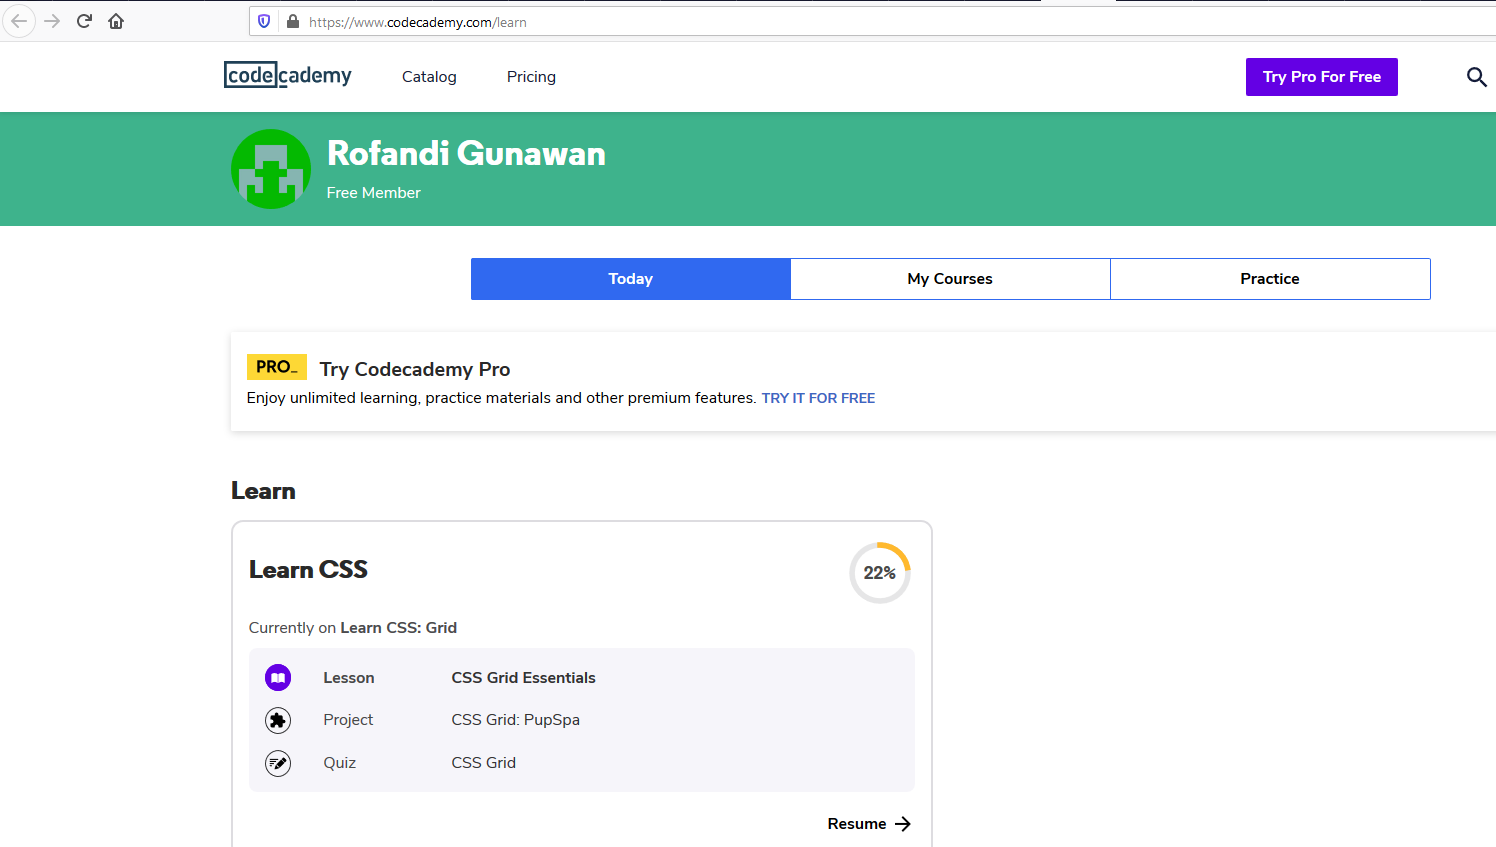 https://www.codecademy.com/learn
codecademy Catalog Pricing Try Pro For Free
Rofandi Gunawan
Free Member
Today My Courses Practice
PRO_ Try Codecademy Pro
Enjoy unlimited learning, practice materials and other premium features. TRY IT FOR FREE
Learn
Learn CSS 22%
Currently on Learn CSS: Grid
Lesson CSS Grid Essentials
Project CSS Grid: PupSpa
Quiz CSS Grid
Resume